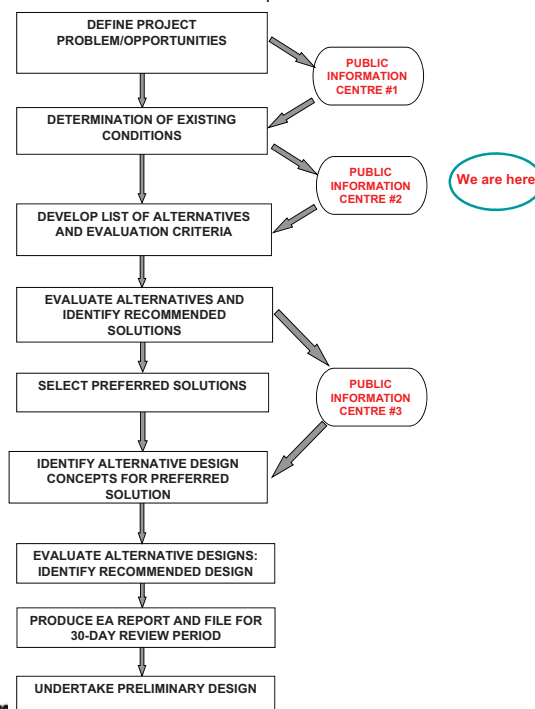 DEFINE PROJECT
PROBLEM/OPPORTUNITIES
PUBLIC
INFORMATION
CENTRE #1
DETERMINATION OF EXISTING
CONDITIONS
PUBLIC
INFORMATION
CENTRE #2
We are here
DEVELOP LIST OF ALTERNATIVES
AND EVALUATION CRITERIA
EVALUATE ALTERNATIVES AND
IDENTIFY RECOMMENDED
SOLUTIONS
SELECT PREFERRED SOLUTIONS
PUBLIC
INFORMATION
CENTRE #3
IDENTIFY ALTERNATIVE DESIGN
CONCEPTS FOR PREFERRED
SOLUTION
EVALUATE ALTERNATIVE DESIGNS:
IDENTIFY RECOMMENDED DESIGN
PRODUCE EA REPORT AND FILE FOR
30-DAY REVIEW PERIOD
UNDERTAKE PRELIMINARY DESIGN